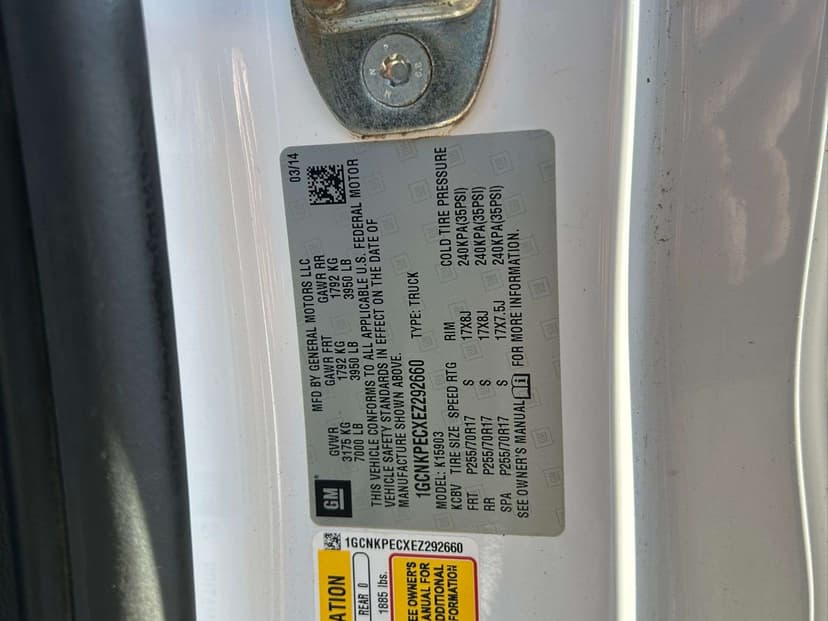 MFD BY GENERAL MOTORS LLC 03/14
GVWR GAWR FRT GAWR RR
3175 KG 1792 KG 1792 KG
7000 LB 3950 LB 3950 LB
THIS VEHICLE CONFORMS TO ALL APPLICABLE U.S. FEDERAL MOTOR
VEHICLE SAFETY STANDARDS IN EFFECT ON THE DATE OF
MANUFACTURE SHOWN ABOVE.
GM
1GCNKPECXEZ292660 TYPE: TRUCK
MODEL: K15903
KCBV TIRE SIZE SPEED RTG RIM COLD TIRE PRESSURE
FRT P255/70R17 S 17X8J 240KPA(35PSI)
RR P255/70R17 S 17X8J 240KPA(35PSI)
SPA P255/70R17 S 17X7.5J 240KPA(35PSI)
SEE OWNER'S MANUAL FOR MORE INFORMATION.
1GCNKPECXEZ292660
ATION
REAR 0
1885 lbs.
SEE OWNER'S
ANUAL FOR
ADDITIONAL
FORMATION